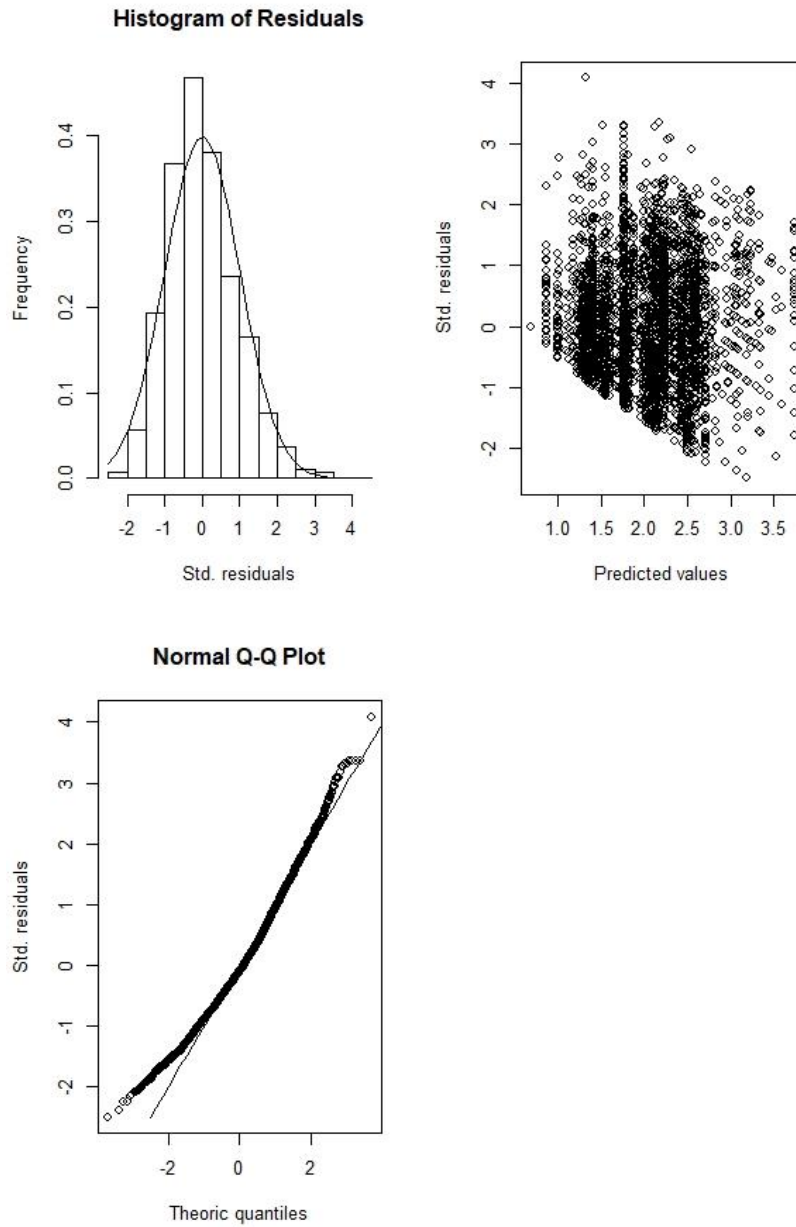 Histogram of Residuals
Frequency
0.0 0.1 0.2 0.3 0.4
-2 -1 0 1 2 3 4
Std. residuals
Std. residuals
-2 -1 0 1 2 3 4
1.0 1.5 2.0 2.5 3.0 3.5
Predicted values
Normal Q-Q Plot
Std. residuals
-2 -1 0 1 2 3 4
-2 0 2
Theoric quantiles